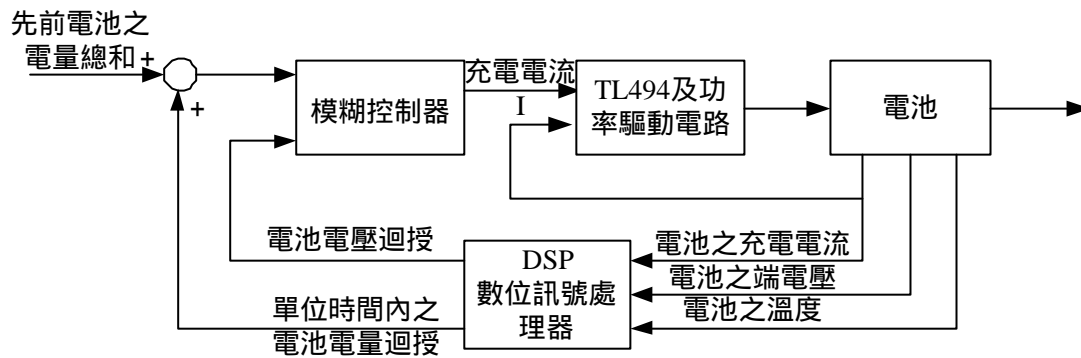 先前電池之
電量總和 +
+
模糊控制器
充電電流
I
TL494及功
率驅動電路
電池
電池電壓迴授
單位時間內之
電池電量迴授
DSP
數位訊號處
理器
電池之充電電流
電池之端電壓
電池之溫度